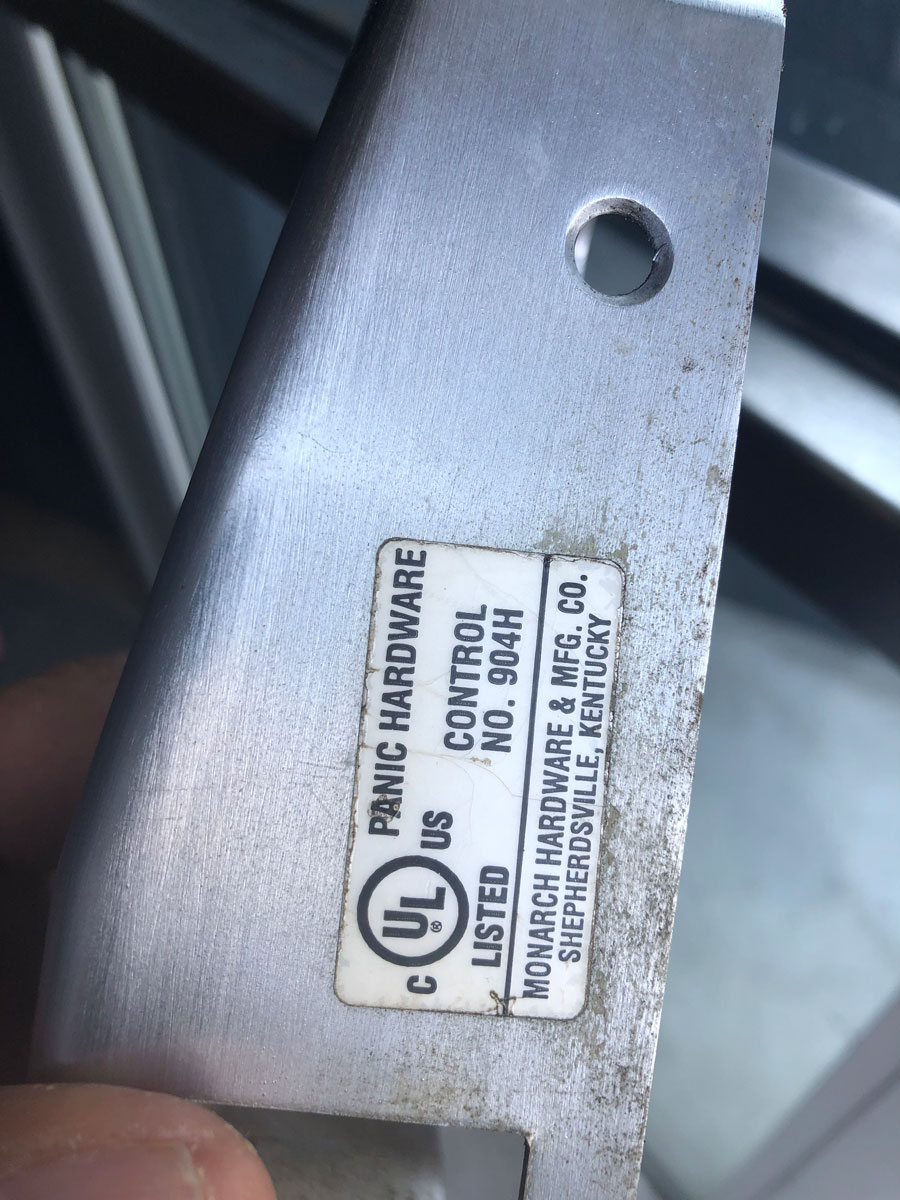 PANIC HARDWARE
C UL® US
LISTED
CONTROL
NO. 904H
MONARCH HARDWARE & MFG. CO.
SHEPHERDSVILLE, KENTUCKY